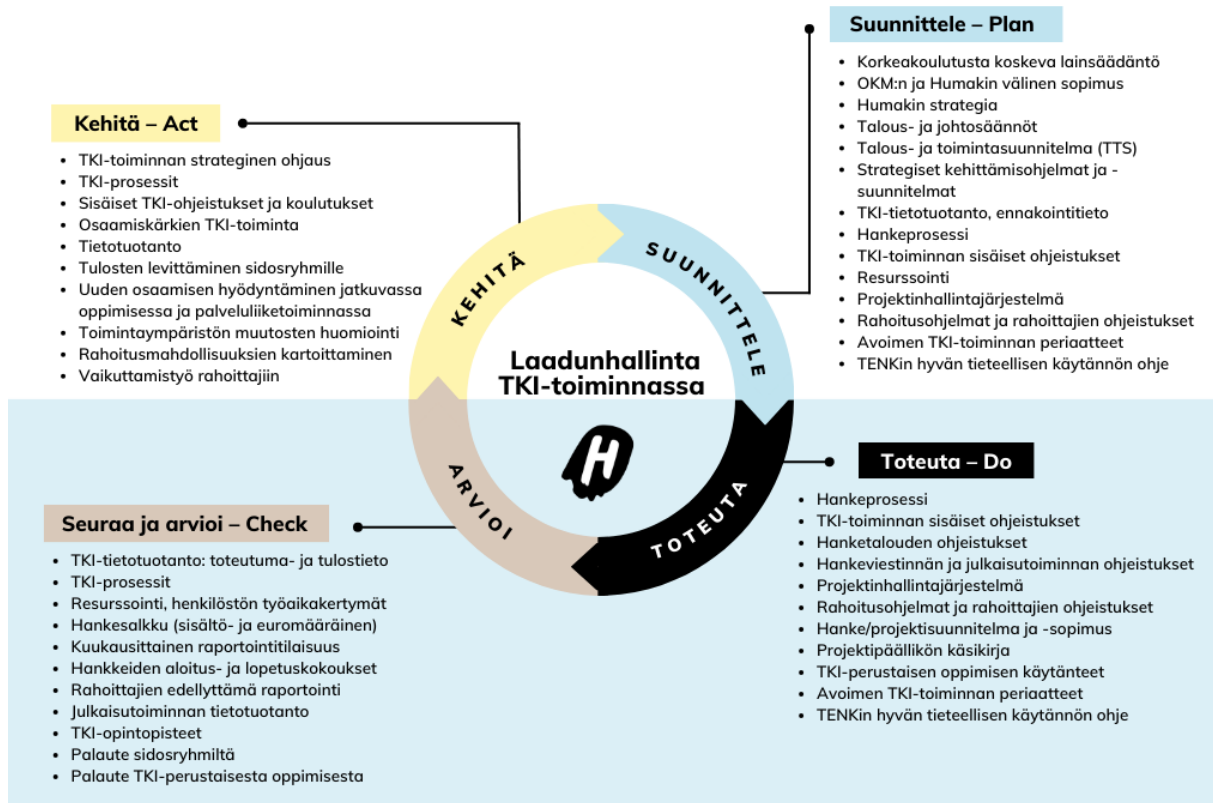 Suunnittele – Plan
• Korkeakoulutusta koskeva lainsäädäntö
• OKM:n ja Humakin välinen sopimus
• Humakin strategia
• Talous- ja johtosäännöt
• Talous- ja toimintasuunnitelma (TTS)
• Strategiset kehittämisohjelmat ja -
suunnitelmat
• TKI-tietotuotanto, ennakointitieto
• Hankeprosessi
• TKI-toiminnan sisäiset ohjeistukset
• Resurssointi
• Projektinhallintajärjestelmä
• Rahoitusohjelmat ja rahoittajien ohjeistukset
• Avoimen TKI-toiminnan periaatteet
• TENKin hyvän tieteellisen käytännön ohje
Kehitä – Act
• TKI-toiminnan strateginen ohjaus
• TKI-prosessit
• Sisäiset TKI-ohjeistukset ja koulutukset
• Osaamiskärkien TKI-toiminta
• Tietotuotanto
• Tulosten levittäminen sidosryhmille
• Uuden osaamisen hyödyntäminen jatkuvassa
oppimisessa ja palveluliiketoiminnassa
• Toimintaympäristön muutosten huomiointi
• Rahoitusmahdollisuuksien kartoittaminen
• Vaikuttamistyö rahoittajiin
KEHITÄ
SUUNNITTELE
Laadunhallinta
TKI-toiminnassa
H
ARVIOI
TOTEUTA
Toteuta – Do
• Hankeprosessi
• TKI-toiminnan sisäiset ohjeistukset
• Hanketalouden ohjeistukset
• Hankeviestinnän ja julkaisutoiminnan ohjeistukset
• Projektinhallintajärjestelmä
• Rahoitusohjelmat ja rahoittajien ohjeistukset
• Hanke/projektisuunnitelma ja -sopimus
• Projektipäällikön käsikirja
• TKI-perustaisen oppimisen käytänteet
• Avoimen TKI-toiminnan periaatteet
• TENKin hyvän tieteellisen käytännön ohje
Seuraa ja arvioi – Check
• TKI-tietotuotanto: toteutuma- ja tulostieto
• TKI-prosessit
• Resurssointi, henkilöstön työaikakertymät
• Hankesalkku (sisältö- ja euromääräinen)
• Kuukausittainen raportointitilaisuus
• Hankkeiden aloitus- ja lopetuskokoukset
• Rahoittajien edellyttämä raportointi
• Julkaisutoiminnan tietotuotanto
• TKI-opintopisteet
• Palaute sidosryhmiltä
• Palaute TKI-perustaisesta oppimisesta